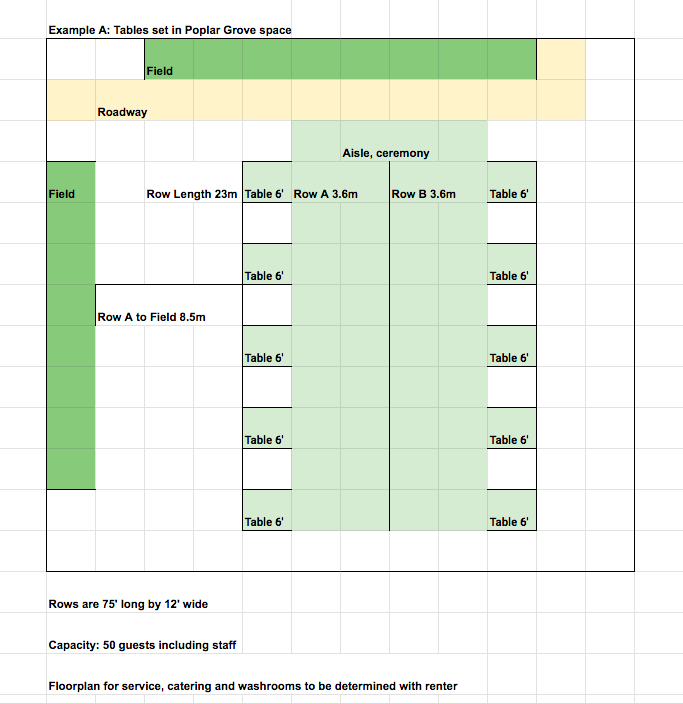 Example A: Tables set in Poplar Grove space
Field
Roadway
Aisle, ceremony
Field Row Length 23m Table 6' Row A 3.6m Row B 3.6m Table 6'
Table 6' Table 6'
Row A to Field 8.5m
Table 6' Table 6'
Table 6' Table 6'
Table 6' Table 6'
Rows are 75' long by 12' wide
Capacity: 50 guests including staff
Floorplan for service, catering and washrooms to be determined with renter